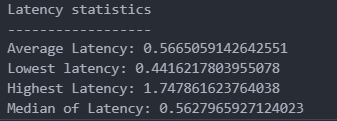 Latency statistics
------------------
Average Latency: 0.5665059142642551
Lowest latency: 0.4416217803955078
Highest Latency: 1.747861623764038
Median of Latency: 0.5627965927124023